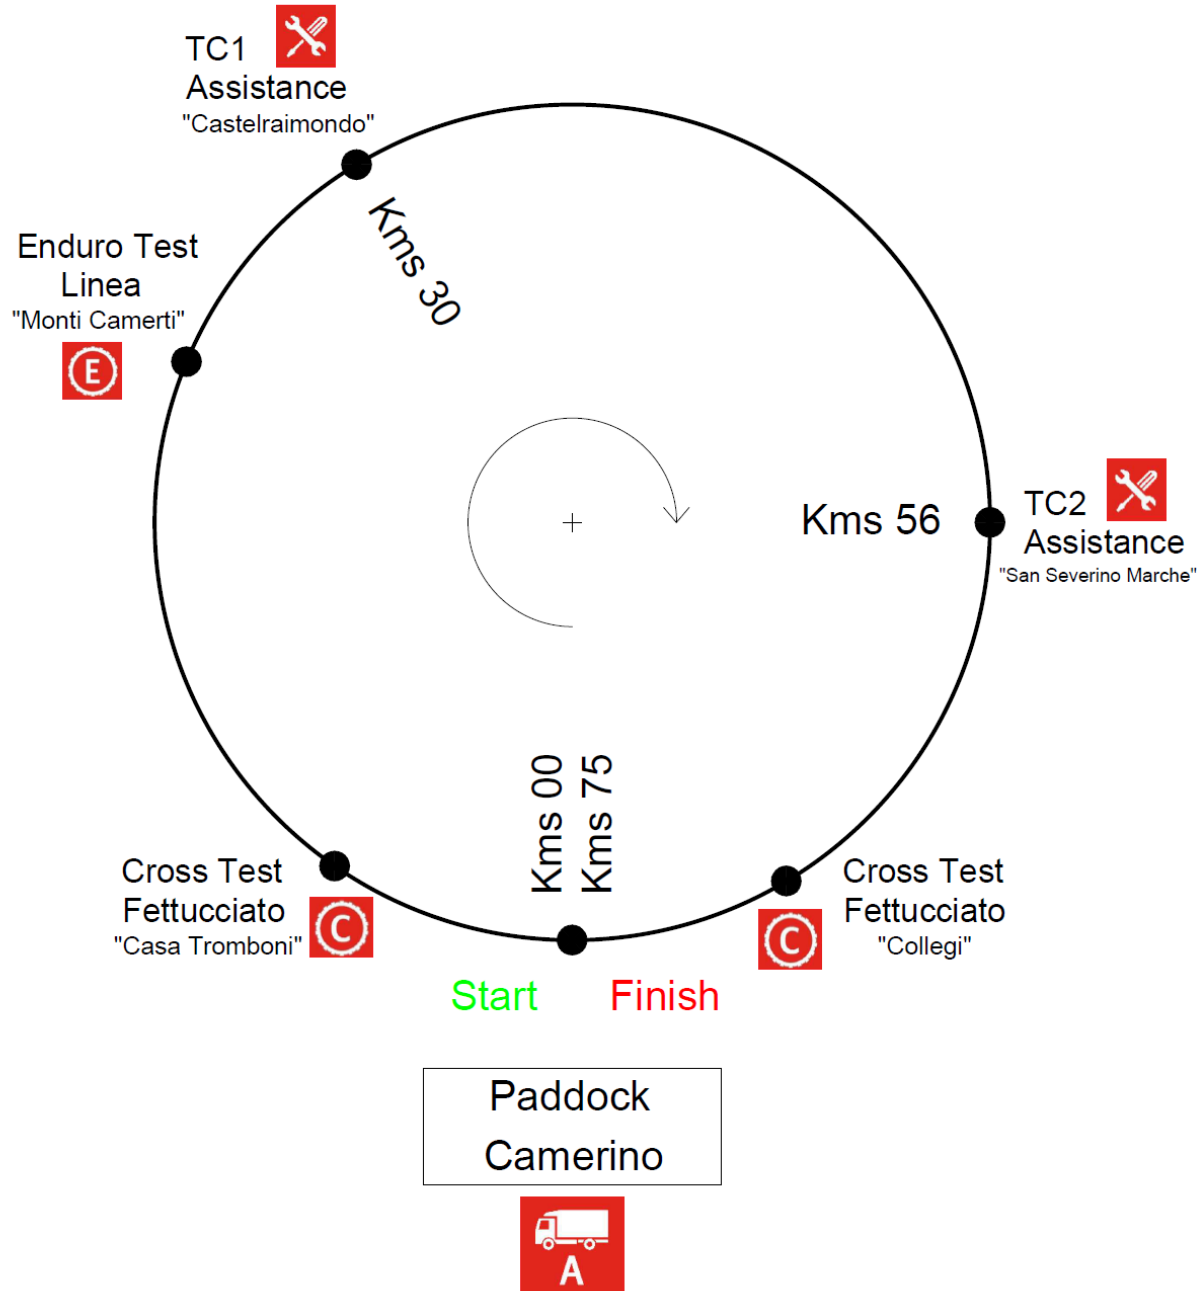 TC1
Assistance
"Castelraimondo"
Kms 30
Enduro Test
Linea
"Monti Camerti"
E
Kms 56
TC2
Assistance
"San Severino Marche"
Kms 00
Kms 75
Cross Test
Fettucciato
"Casa Tromboni"
C
Cross Test
Fettucciato
"Collegi"
C
Start
Finish
Paddock
Camerino
A